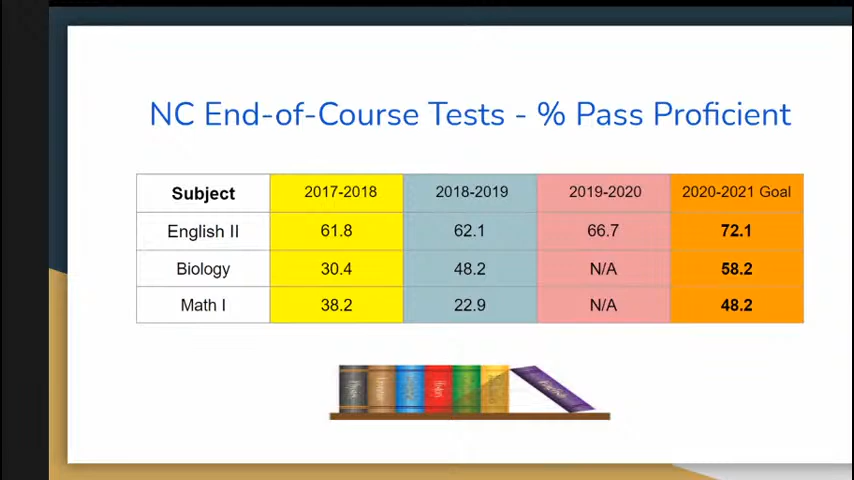 NC End-of-Course Tests - % Pass Proficient
Subject 2017-2018 2018-2019 2019-2020 2020-2021 Goal
English II 61.8 62.1 66.7 72.1
Biology 30.4 48.2 N/A 58.2
Math I 38.2 22.9 N/A 48.2